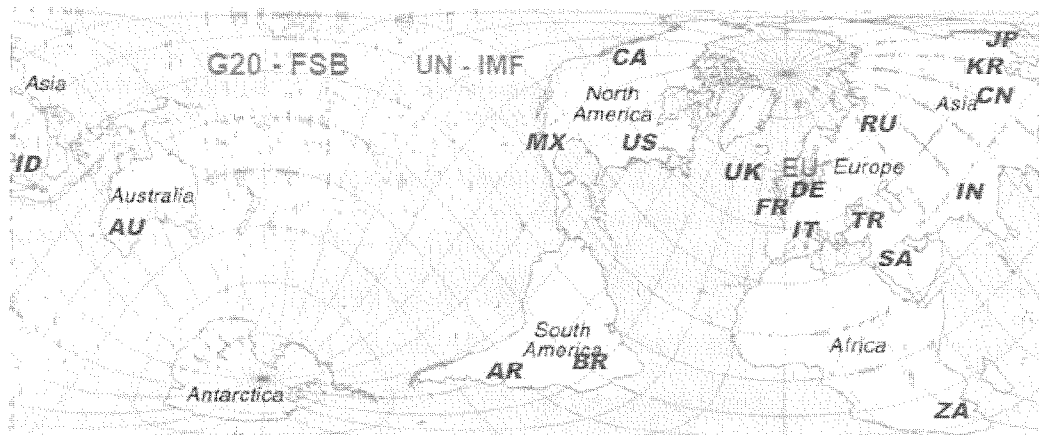 G20 - FSB
UN - IMF
CA
JP
KR
Asia
North
America
Asia
CN
RU
MX
US
ID
UK
EU
Europe
Australia
DE
IN
AU
FR
IT
TR
SA
South
America
BR
AR
Africa
Antarctica
ZA